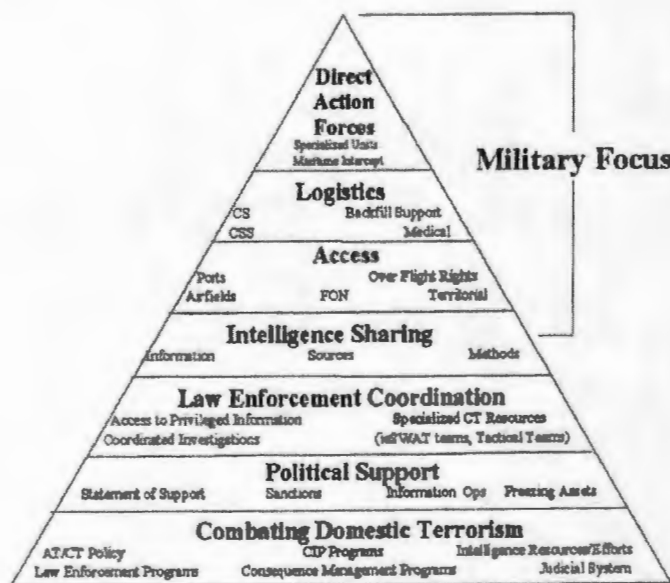 Direct
Action
Forces
Specialized Units
Maritime Intercept
Military Focus
Logistics
CS Backfill Support
CSS Medical
Access
Ports Over Flight Rights
Airfields FON Territorial
Intelligence Sharing
Information Sources Methods
Law Enforcement Coordination
Access to Privileged Information Specialized CT Resources
Coordinated Investigations (ie SWAT teams, Tactical Teams)
Political Support
Statement of Support Sanctions Information Ops Freezing Assets
Combating Domestic Terrorism
AT/CT Policy CIP Programs Intelligence Resources/Efforts
Law Enforcement Programs Consequence Management Programs Judicial System